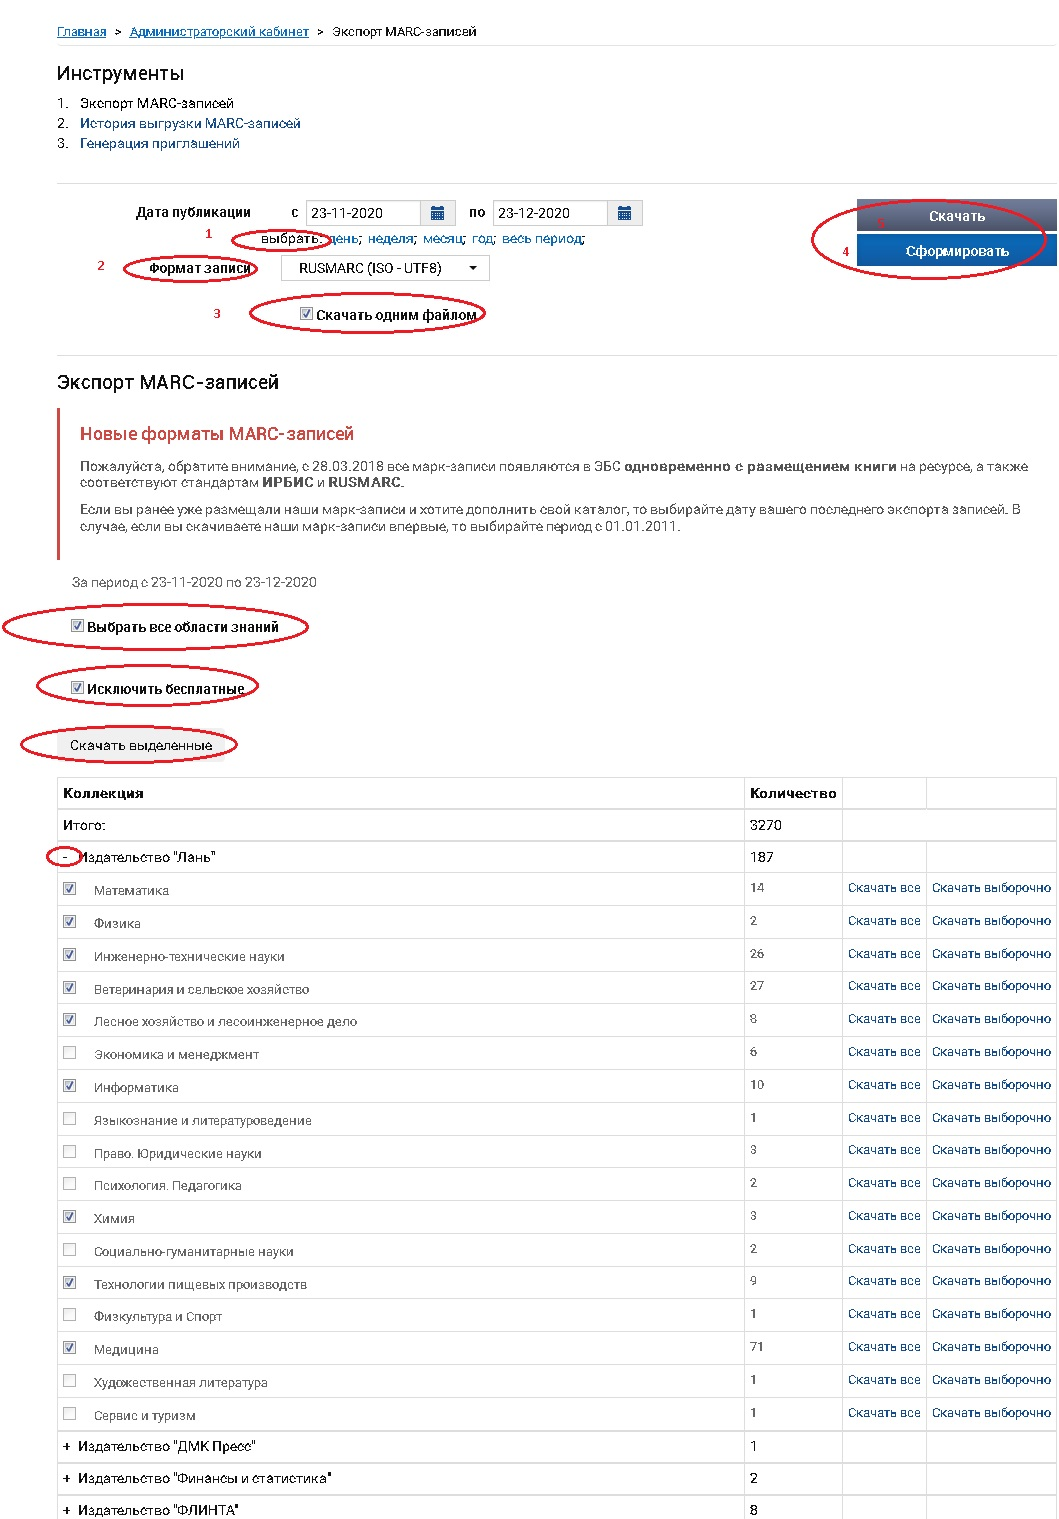 Главная > Администраторский кабинет > Экспорт MARC-записей
Инструменты
1. Экспорт MARC-записей
2. История выгрузки MARC-записей
3. Генерация приглашений
Дата публикации с 23-11-2020 по 23-12-2020
Скачать
5
1 выбрать: день; неделя; месяц; год; весь период;
4 Сформировать
2 Формат записи RUSMARC (ISO - UTF8)
3 Скачать одним файлом
Экспорт MARC-записей
Новые форматы MARC-записей
Пожалуйста, обратите внимание, с 28.03.2018 все марк-записи появляются в ЭБС одновременно с размещением книги на ресурсе, а также
соответствуют стандартам ИРБИС и RUSMARC.
Если вы ранее уже размещали наши марк-записи и хотите дополнить свой каталог, то выбирайте дату вашего последнего экспорта записей. В
случае, если вы скачиваете наши марк-записи впервые, то выбирайте период с 01.01.2011.
За период с 23-11-2020 по 23-12-2020
Выбрать все области знаний
Исключить бесплатные
Скачать выделенные
Коллекция Количество
Итого: 3270
- Издательство "Лань" 187
Математика 14 Скачать все Скачать выборочно
Физика 2 Скачать все Скачать выборочно
Инженерно-технические науки 26 Скачать все Скачать выборочно
Ветеринария и сельское хозяйство 27 Скачать все Скачать выборочно
Лесное хозяйство и лесоинженерное дело 8 Скачать все Скачать выборочно
Экономика и менеджмент 6 Скачать все Скачать выборочно
Информатика 10 Скачать все Скачать выборочно
Языкознание и литературоведение 1 Скачать все Скачать выборочно
Право. Юридические науки 3 Скачать все Скачать выборочно
Психология. Педагогика 2 Скачать все Скачать выборочно
Химия 3 Скачать все Скачать выборочно
Социально-гуманитарные науки 2 Скачать все Скачать выборочно
Технологии пищевых производств 9 Скачать все Скачать выборочно
Физкультура и Спорт 1 Скачать все Скачать выборочно
Медицина 71 Скачать все Скачать выборочно
Художественная литература 1 Скачать все Скачать выборочно
Сервис и туризм 1 Скачать все Скачать выборочно
+ Издательство "ДМК Пресс" 1
+ Издательство "Финансы и статистика" 2
+ Издательство "ФЛИНТА" 8